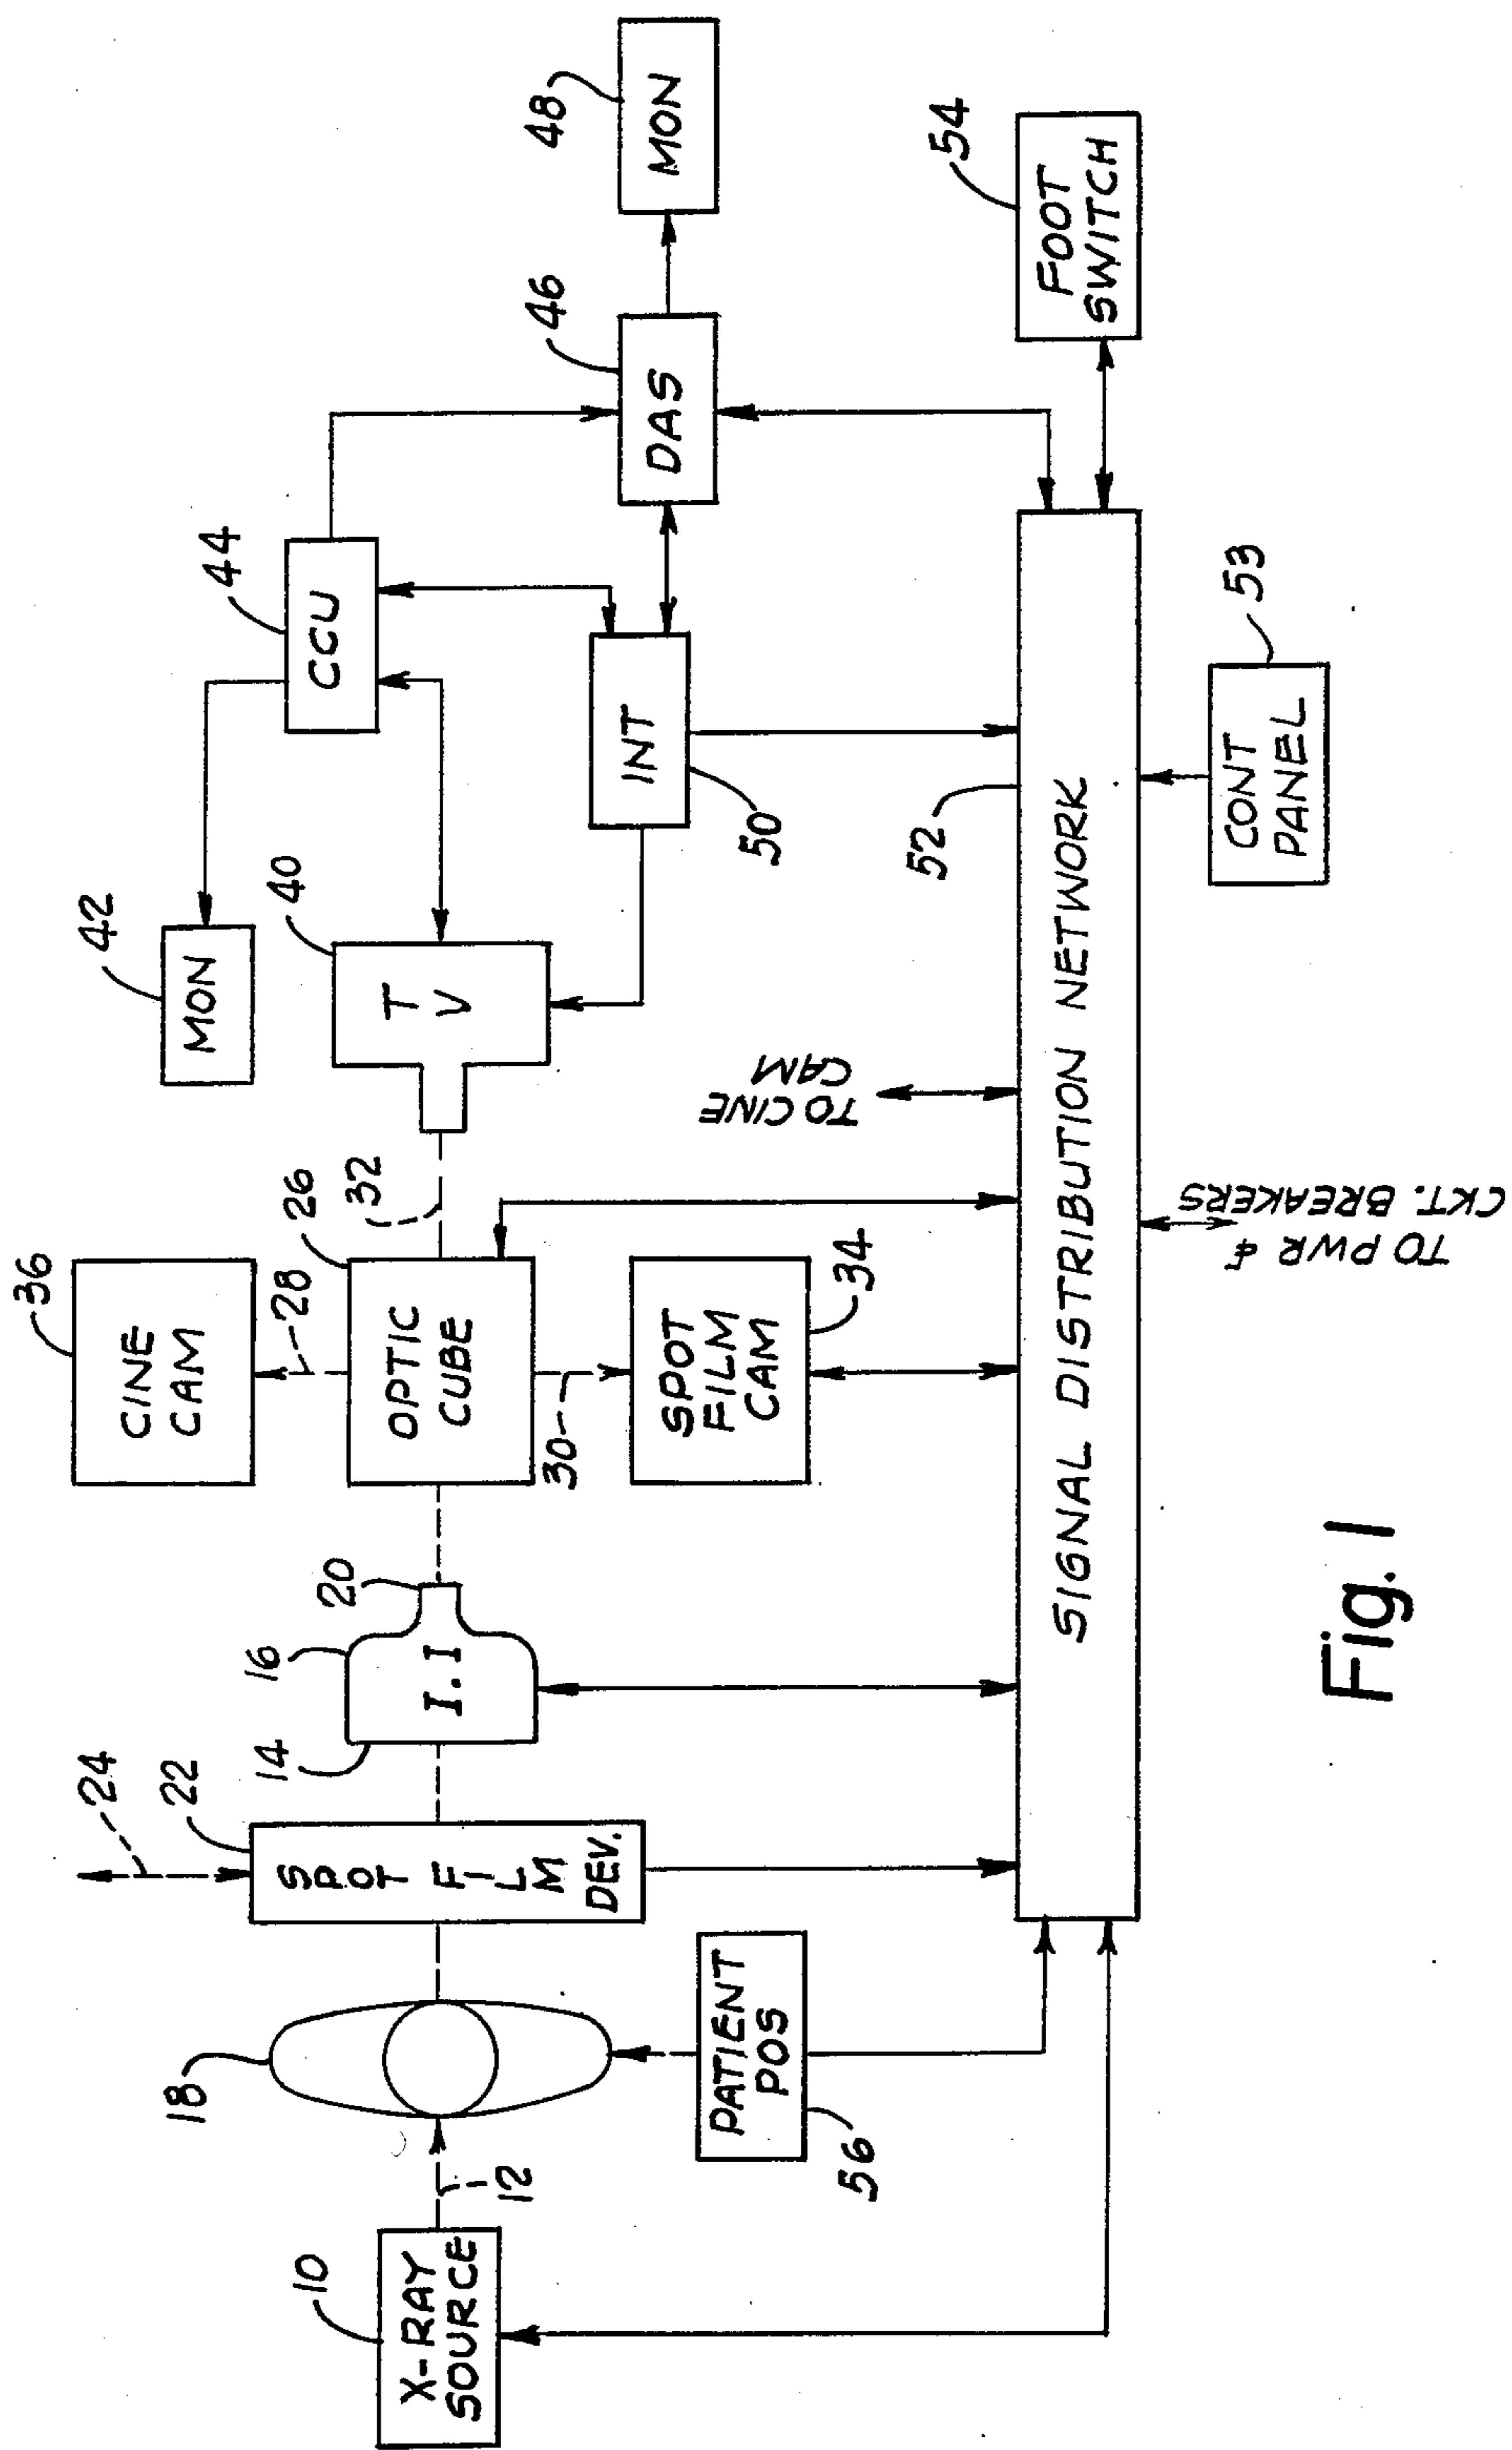 36
CINE
CAM
28
24
22
SPOT FILM
DEV.
18
16
14
20
I.I
26
OPTIC
CUBE
32
42
MON
40
T
V
44
CCU
10
X-RAY
SOURCE
12
30
SPOT
FILM
CAM
34
46
DAS
48
MON
INT
50
PATIENT
POS
56
TO CINE
CAM
52
SIGNAL DISTRIBUTION NETWORK
54
FOOT
SWITCH
TO PWR &
CKT. BREAKERS
CONT
PANEL
53
Fig. 1